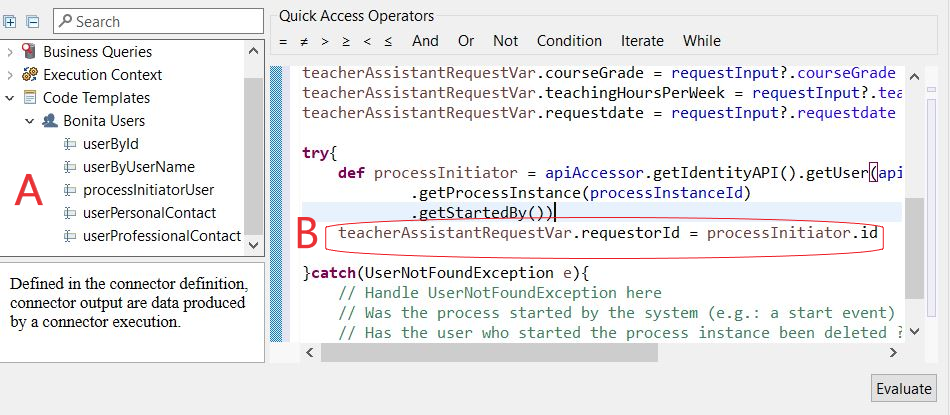 Search
Business Queries
Execution Context
Code Templates
Bonita Users
userById
userByUserName
processInitiatorUser
userPersonalContact
userProfessionalContact
A
Defined in the connector definition,
connector output are data produced
by a connector execution.
Quick Access Operators
= ≠ > ≥ < ≤ And Or Not Condition Iterate While
teacherAssistantRequestVar.courseGrade = requestInput?.courseGrade
teacherAssistantRequestVar.teachingHoursPerWeek = requestInput?.tea
teacherAssistantRequestVar.requestdate = requestInput?.requestdate
try{
def processInitiator = apiAccessor.getIdentityAPI().getUser(api
.getProcessInstance(processInstanceId)
.getStartedBy())
B
teacherAssistantRequestVar.requestorId = processInitiator.id
}catch(UserNotFoundException e){
// Handle UserNotFoundException here
// Was the process started by the system (e.g.: a start event)
// Has the user who started the process instance been deleted ?
Evaluate